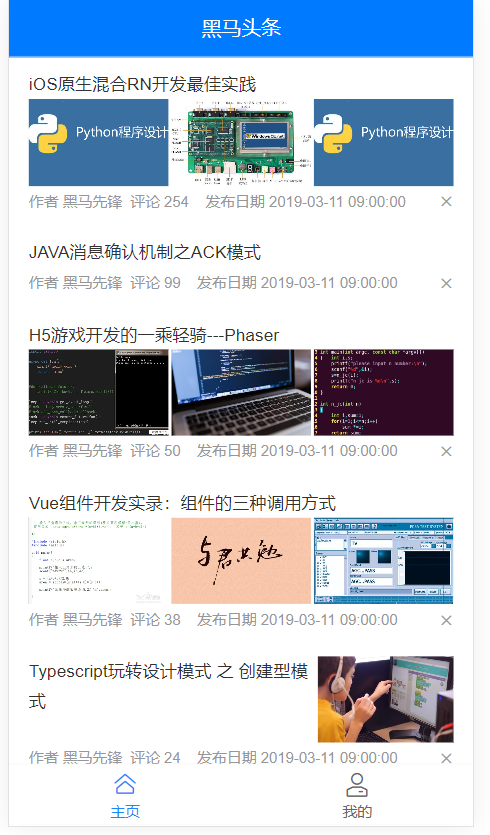 黑马头条
iOS原生混合RN开发最佳实践
Python程序设计
Python程序设计
作者 黑马先锋 评论 254 发布日期 2019-03-11 09:00:00
JAVA消息确认机制之ACK模式
作者 黑马先锋 评论 99 发布日期 2019-03-11 09:00:00
H5游戏开发的一乘轻骑---Phaser
作者 黑马先锋 评论 50 发布日期 2019-03-11 09:00:00
Vue组件开发实录：组件的三种调用方式
与君共勉
作者 黑马先锋 评论 38 发布日期 2019-03-11 09:00:00
Typescript玩转设计模式 之 创建型模
式
作者 黑马先锋 评论 24 发布日期 2019-03-11 09:00:00
主页
我的